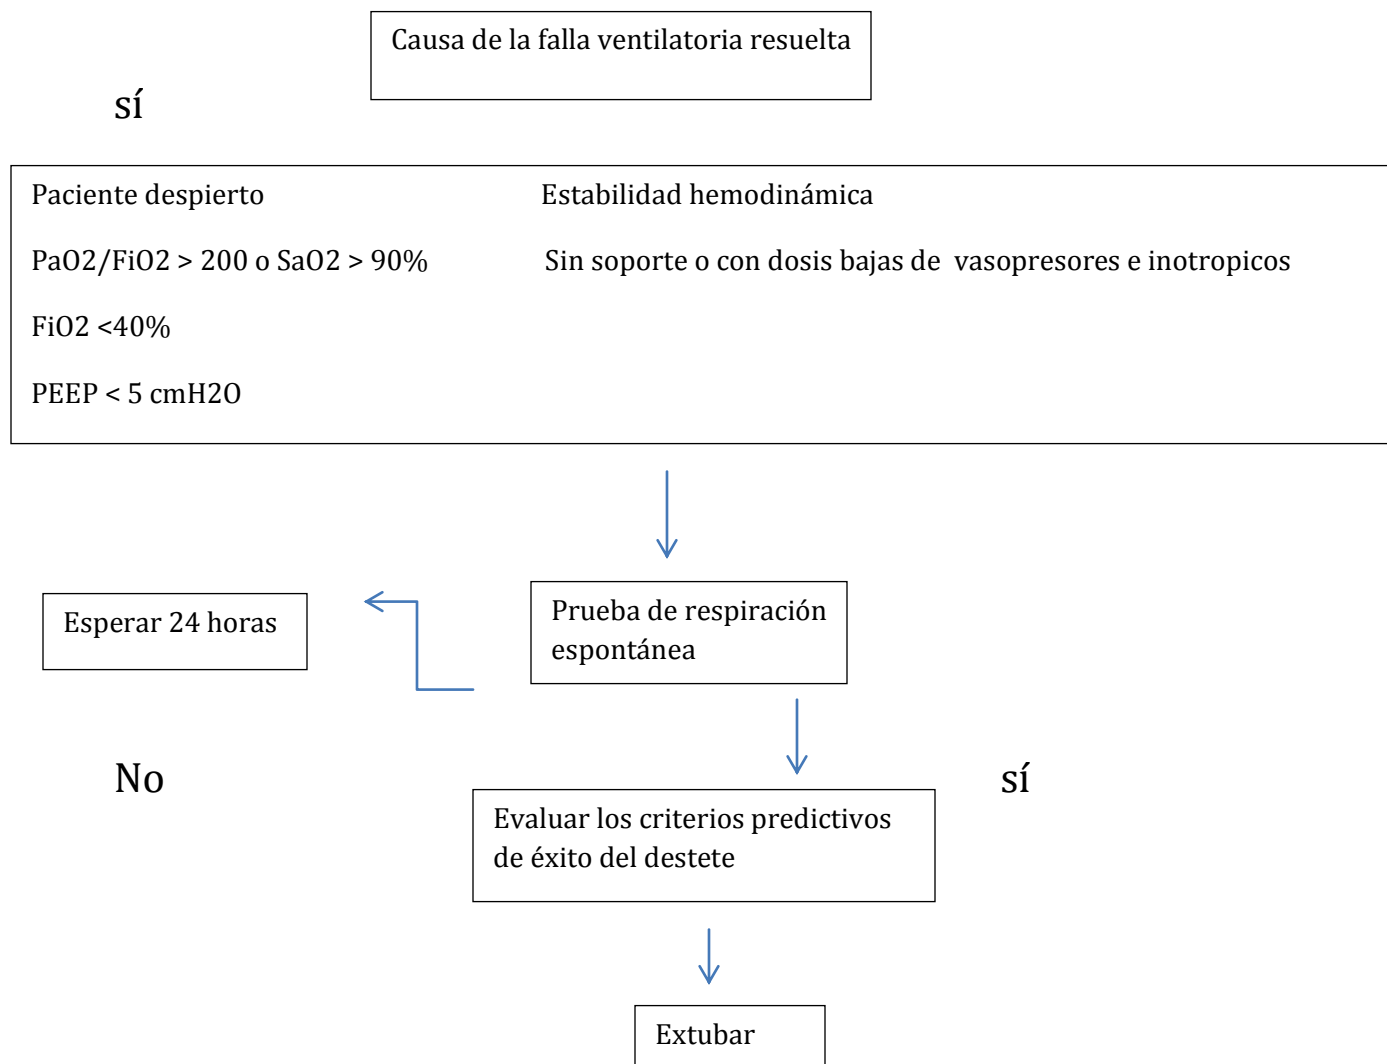 Causa de la falla ventilatoria resuelta
sí
Paciente despierto Estabilidad hemodinámica
PaO2/FiO2 > 200 o SaO2 > 90% Sin soporte o con dosis bajas de vasopresores e inotropicos
FiO2 <40%
PEEP < 5 cmH2O
Esperar 24 horas
Prueba de respiración
espontánea
No
sí
Evaluar los criterios predictivos
de éxito del destete
Extubar